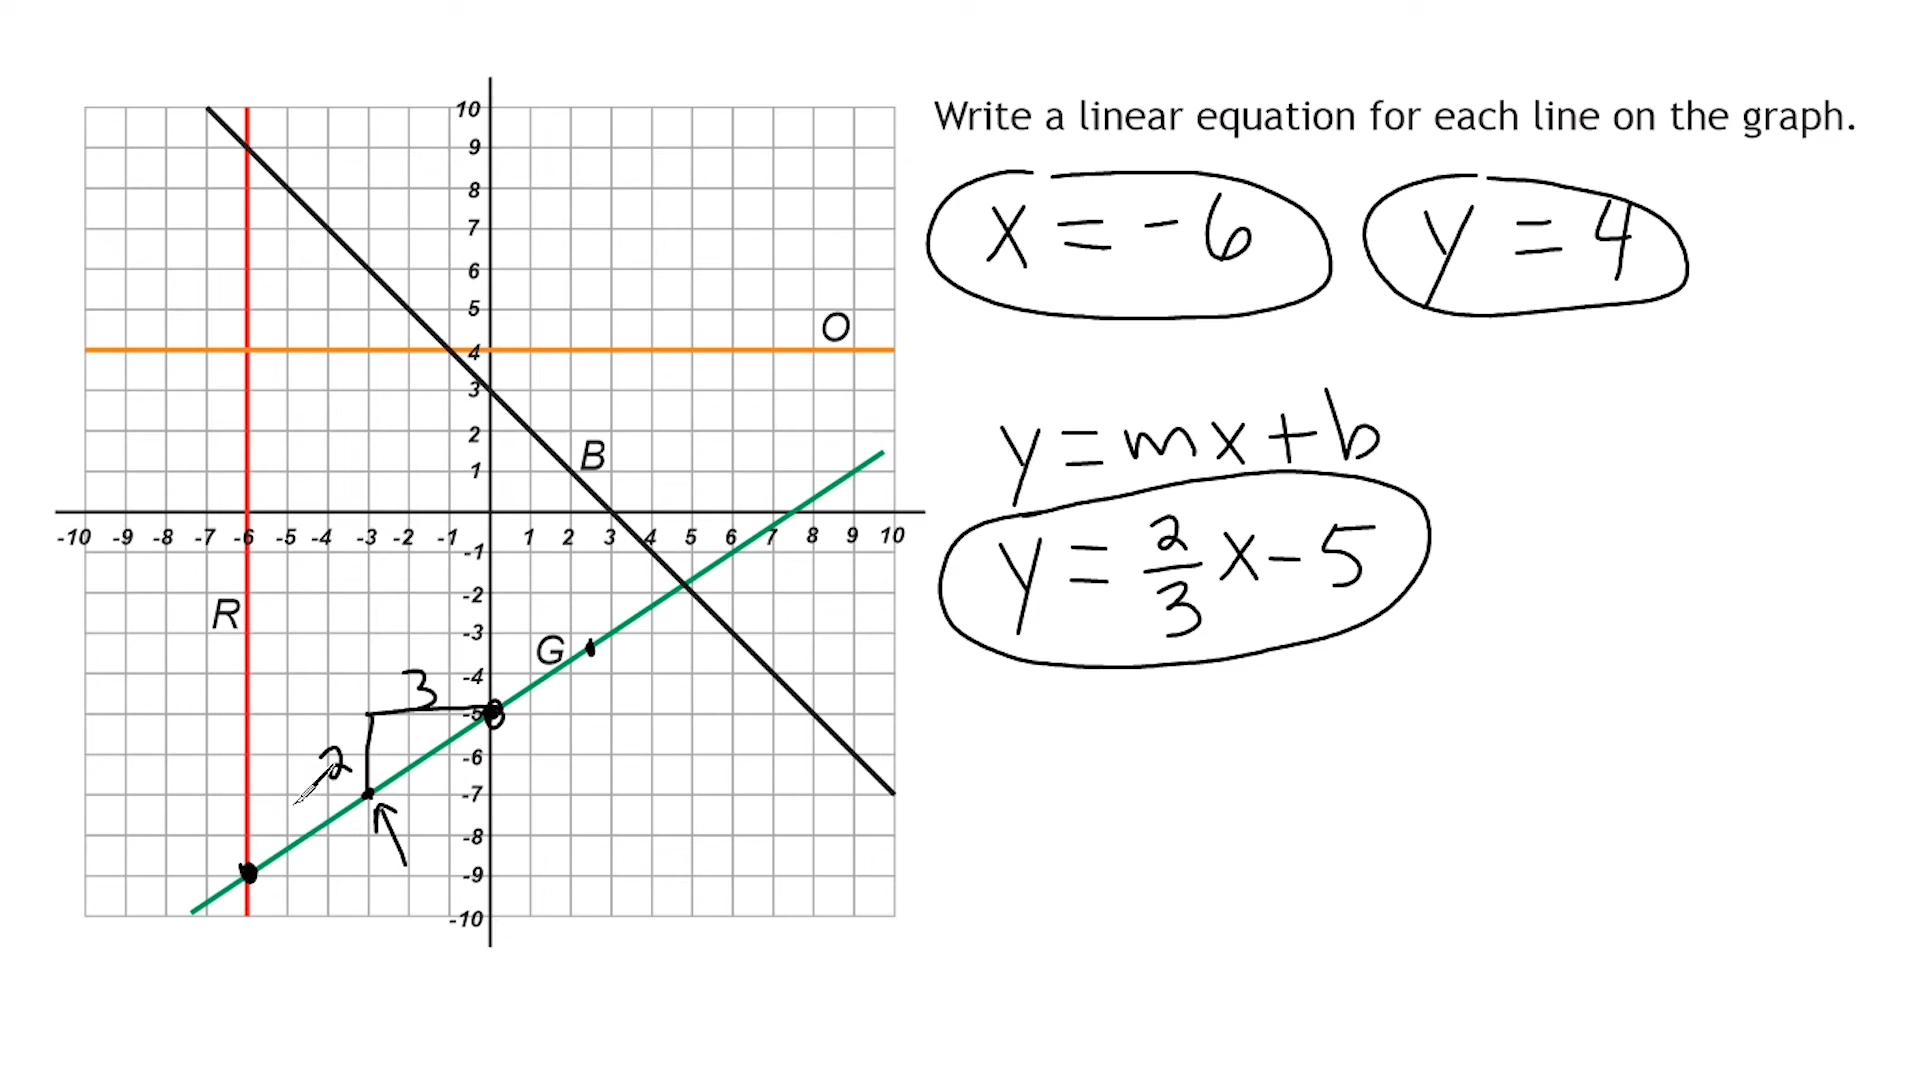 Write a linear equation for each line on the graph.
x = -6
y = 4
y = mx + b
y = 2/3 x - 5
10
9
8
7
6
5
O
4
3
2
B
1
-10 -9 -8 -7 -6 -5 -4 -3 -2 -1 1 2 3 4 5 6 7 8 9 10
-1
-2
R
-3
G
-4
3
-5
2
-6
-7
-8
-9
-10